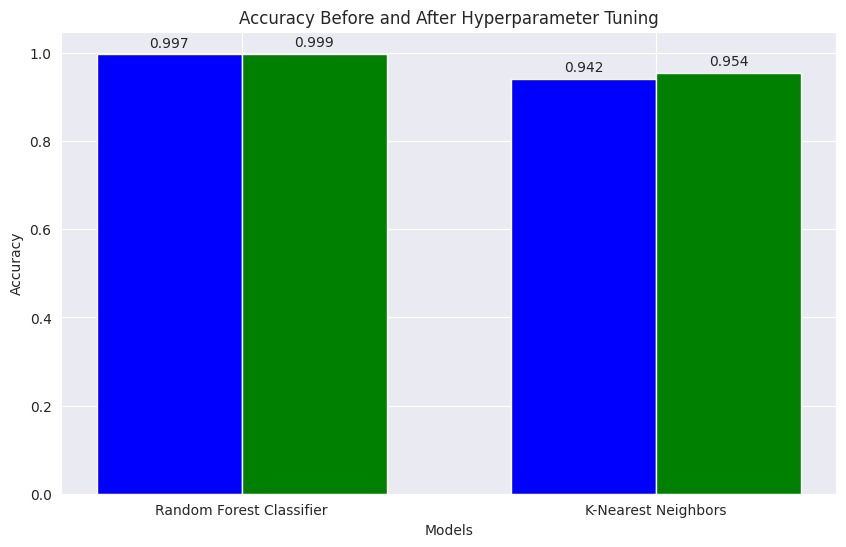 Accuracy Before and After Hyperparameter Tuning
0.997
0.999
0.942
0.954
1.0
0.8
0.6
0.4
0.2
0.0
Accuracy
Random Forest Classifier
K-Nearest Neighbors
Models